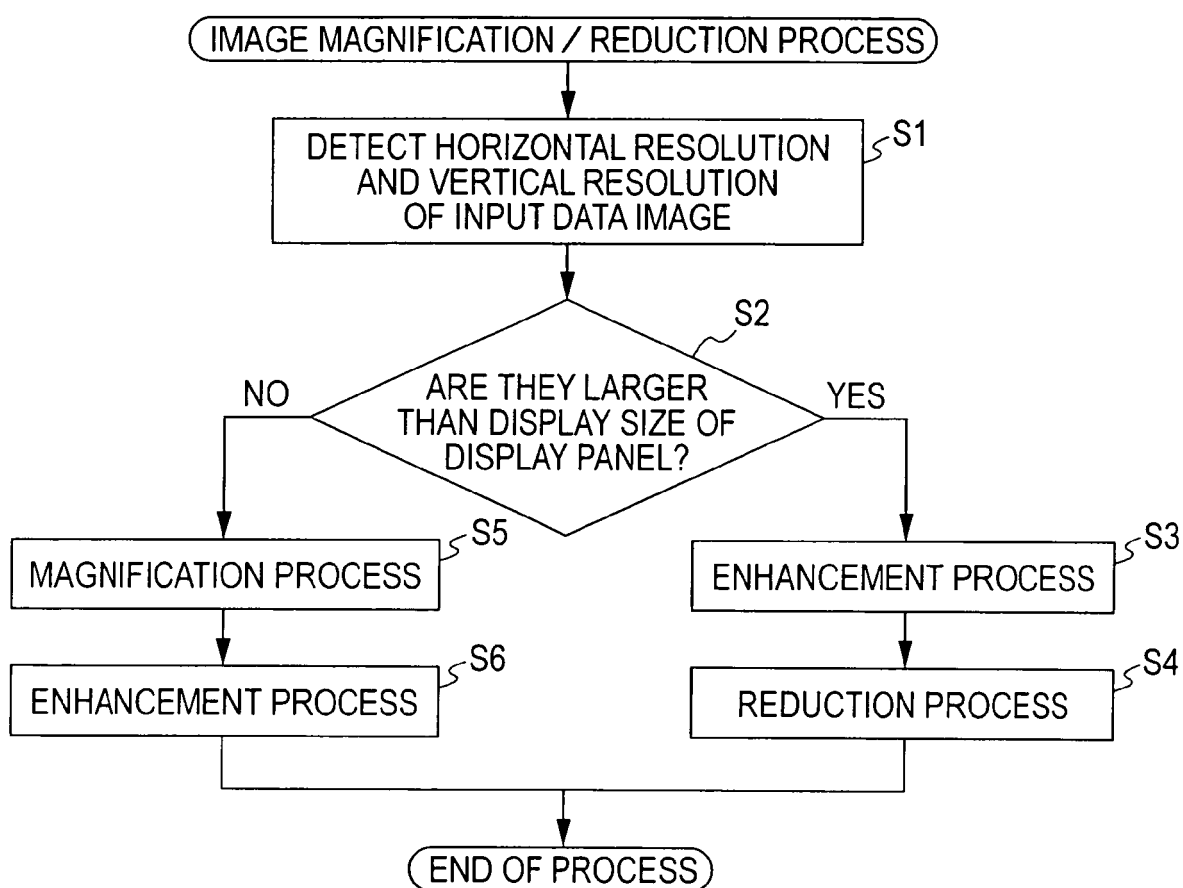 IMAGE MAGNIFICATION / REDUCTION PROCESS
S1
DETECT HORIZONTAL RESOLUTION
AND VERTICAL RESOLUTION
OF INPUT DATA IMAGE
S2
NO
ARE THEY LARGER
THAN DISPLAY SIZE OF
DISPLAY PANEL?
YES
S5
MAGNIFICATION PROCESS
S3
ENHANCEMENT PROCESS
S6
ENHANCEMENT PROCESS
S4
REDUCTION PROCESS
END OF PROCESS